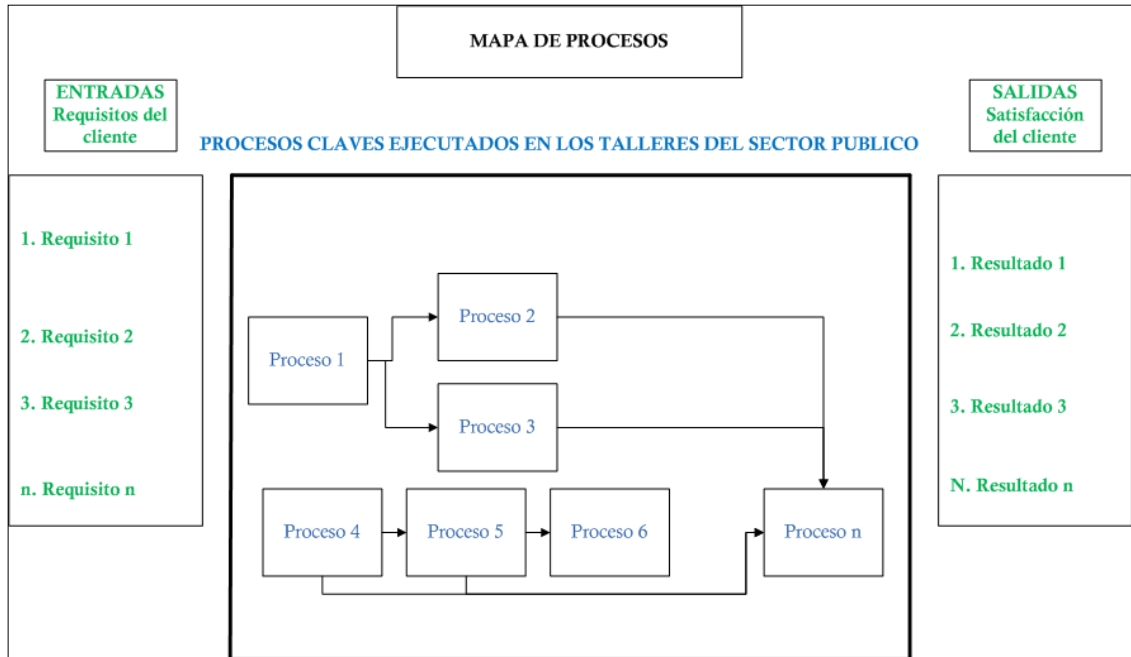 MAPA DE PROCESOS
ENTRADAS
Requisitos del
cliente
SALIDAS
Satisfacción
del cliente
PROCESOS CLAVES EJECUTADOS EN LOS TALLERES DEL SECTOR PUBLICO
1. Requisito 1
2. Requisito 2
3. Requisito 3
n. Requisito n
Proceso 1
Proceso 2
Proceso 3
Proceso 4
Proceso 5
Proceso 6
Proceso n
1. Resultado 1
2. Resultado 2
3. Resultado 3
N. Resultado n